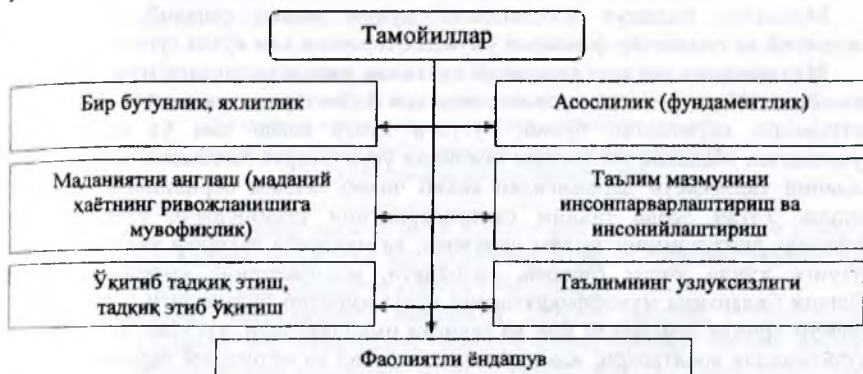 Тамойиллар
Бир бутунлик, яхлитлик
Асослилик (фундаментлик)
Маданиятни англаш (маданий
ҳаётнинг ривожланишига
мувофиқлик)
Таълим мазмунини
инсонпарварлаштириш ва
инсонийлаштириш
Ўқитиб тадқиқ этиш,
тадқиқ этиб ўқитиш
Таълимнинг узлуксизлиги
Фаолиятли ёндашув